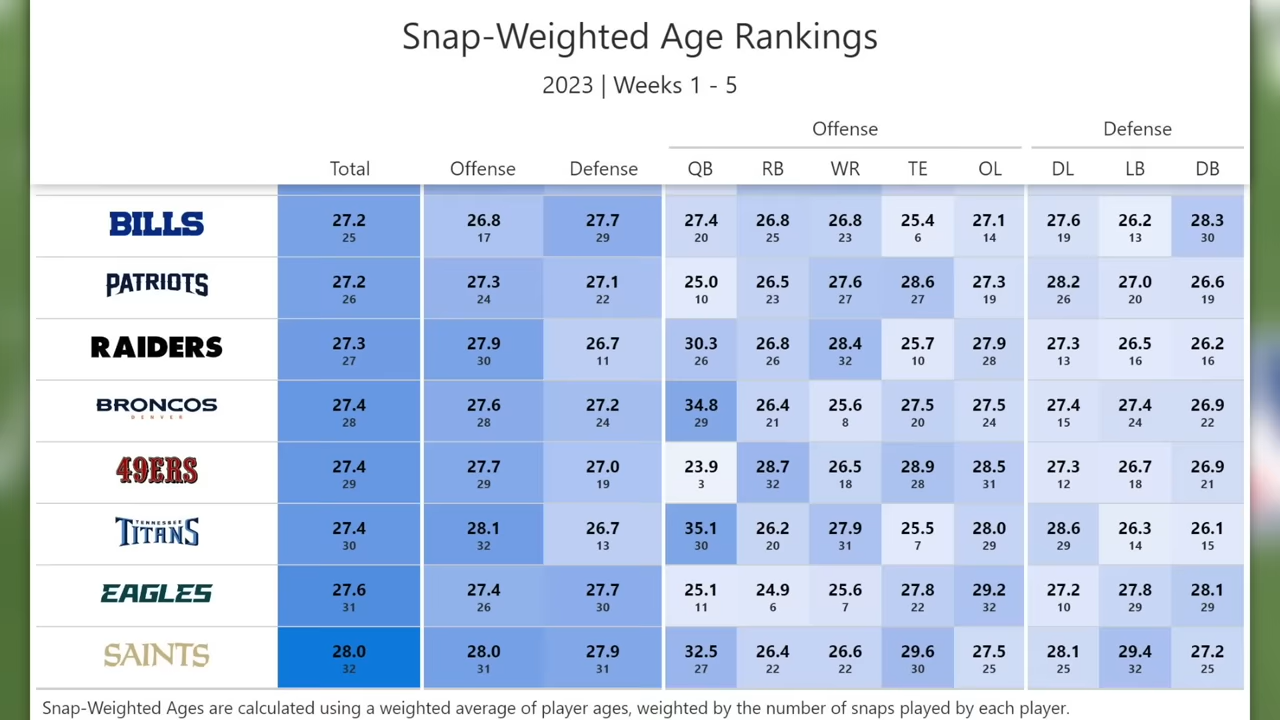 Snap-Weighted Age Rankings
2023 | Weeks 1 - 5
Offense Defense
Total Offense Defense QB RB WR TE OL DL LB DB
BILLS 27.2 26.8 27.7 27.4 26.8 26.8 25.4 27.1 27.6 26.2 28.3
25 17 29 20 25 23 6 14 19 13 30
PATRIOTS 27.2 27.3 27.1 25.0 26.5 27.6 28.6 27.3 28.2 27.0 26.6
26 24 22 10 23 27 27 19 26 20 19
RAIDERS 27.3 27.9 26.7 30.3 26.8 28.4 25.7 27.9 27.3 26.5 26.2
27 30 11 26 26 32 10 28 13 16 16
BRONCOS 27.4 27.6 27.2 34.8 26.4 25.6 27.5 27.5 27.4 27.4 26.9
DENVER 28 28 24 29 21 8 20 24 15 24 22
49ERS 27.4 27.7 27.0 23.9 28.7 26.5 28.9 28.5 27.3 26.7 26.9
29 29 19 3 32 18 28 31 12 18 21
TENNESSEE
TITANS 27.4 28.1 26.7 35.1 26.2 27.9 25.5 28.0 28.6 26.3 26.1
30 32 13 30 20 31 7 29 29 14 15
EAGLES 27.6 27.4 27.7 25.1 24.9 25.6 27.8 29.2 27.2 27.8 28.1
31 26 30 11 6 7 22 32 10 29 29
SAINTS 28.0 28.0 27.9 32.5 26.4 26.6 29.6 27.5 28.1 29.4 27.2
32 31 31 27 22 22 30 25 25 32 25
Snap-Weighted Ages are calculated using a weighted average of player ages, weighted by the number of snaps played by each player.